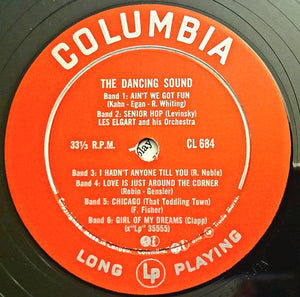 COLUMBIA
THE DANCING SOUND
Band 1: AIN'T WE GOT FUN
(Kahn - Egan - R. Whiting)
Band 2: SENIOR HOP (Leviosky)
LES ELGART and his Orchestra
33⅓ R.P.M. CL 684
Band 3: I HADN'T ANYONE TILL YOU (R. Noble)
Band 4: LOVE IS JUST AROUND THE CORNER
(Robin - Gensler)
Band 5: CHICAGO (That Toddling Town)
(F. Fisher)
Band 6: GIRL OF MY DREAMS (Clapp)
(x"Lp" 35555)
LONG LP PLAYING